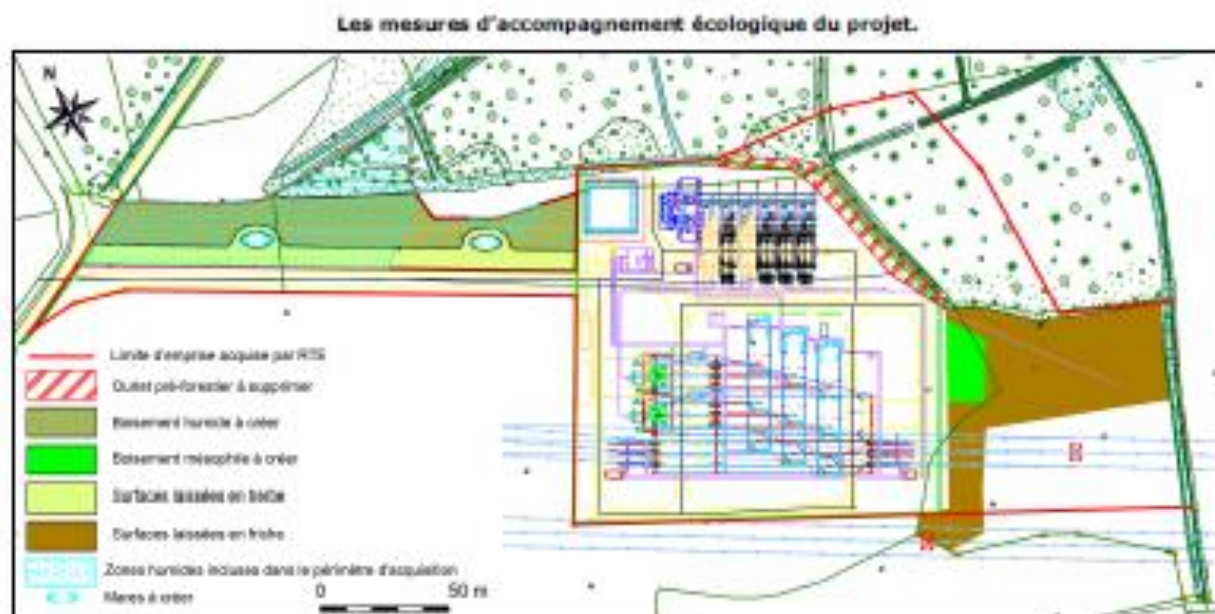 Les mesures d'accompagnement écologique du projet.
N
Limite d'emprise acquise par RTE
Ourlet pré-forestier à supprimer
Boisement humide à créer
Boisement mésophile à créer
Surfaces laissées en herbe
Surfaces laissées en friche
Zones humides incluses dans le périmètre d'acquisition
Mares à créer
0 50 m